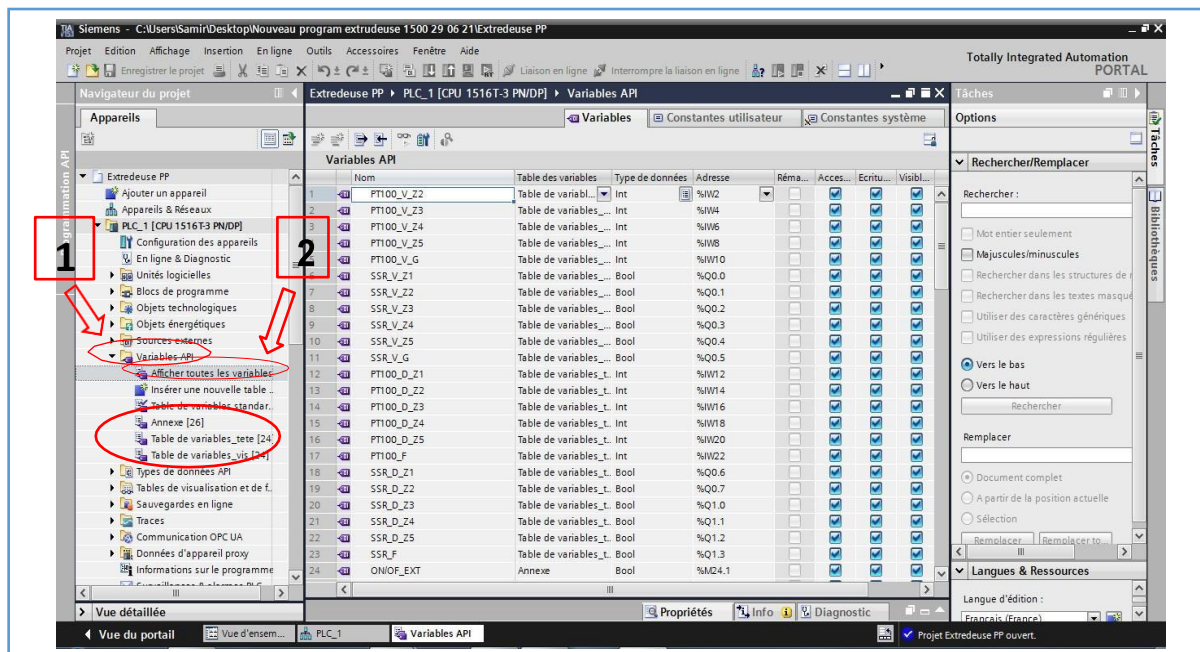 Siemens - C:\Users\Samir\Desktop\Nouveau program extrudeuse 1500 29 06 21\Extredeuse PP
Projet Edition Affichage Insertion En ligne Outils Accessoires Fenêtre Aide
Totally Integrated Automation
PORTAL
Enregistrer le projet Liaison en ligne Interrompre la liaison en ligne
Navigateur du projet
Extredeuse PP PLC_1 [CPU 1516T-3 PN/DP] Variables API
Tâches
Appareils
Variables Constantes utilisateur Constantes système
Options
Variables API
Rechercher/Remplacer
Nom Table des variables Type de données Adresse Réma... Acces... Ecritu... Visibl...
1 PT100_V_Z2 Table de variabl... Int %IW2
2 PT100_V_Z3 Table de variables_... Int %IW4
3 PT100_V_Z4 Table de variables_... Int %IW6
4 PT100_V_Z5 Table de variables_... Int %IW8
PT100_V_G Table de variables_... Int %IW10
SSR_V_Z1 Table de variables_... Bool %Q0.0
7 SSR_V_Z2 Table de variables_... Bool %Q0.1
8 SSR_V_Z3 Table de variables_... Bool %Q0.2
9 SSR_V_Z4 Table de variables_... Bool %Q0.3
10 SSR_V_Z5 Table de variables_... Bool %Q0.4
11 SSR_V_G Table de variables_... Bool %Q0.5
12 PT100_D_Z1 Table de variables_t.. Int %IW12
13 PT100_D_Z2 Table de variables_t.. Int %IW14
14 PT100_D_Z3 Table de variables_t.. Int %IW16
15 PT100_D_Z4 Table de variables_t.. Int %IW18
16 PT100_D_Z5 Table de variables_t.. Int %IW20
17 PT100_F Table de variables_t.. Int %IW22
18 SSR_D_Z1 Table de variables_t.. Bool %Q0.6
19 SSR_D_Z2 Table de variables_t.. Bool %Q0.7
20 SSR_D_Z3 Table de variables_t.. Bool %Q1.0
21 SSR_D_Z4 Table de variables_t.. Bool %Q1.1
22 SSR_D_Z5 Table de variables_t.. Bool %Q1.2
23 SSR_F Table de variables_t.. Bool %Q1.3
24 ON/OF_EXT Annexe Bool %M24.1
Extredeuse PP
Ajouter un appareil
Appareils & Réseaux
PLC_1 [CPU 1516T-3 PN/DP]
Configuration des appareils
En ligne & Diagnostic
Unités logicielles
Blocs de programme
Objets technologiques
Objets énergétiques
Sources externes
Variables API
Afficher toutes les variables
Insérer une nouvelle table ..
Table de variables standar..
Annexe [26]
Table de variables_tete [24]
Table de variables_vis [24]
Types de données API
Tables de visualisation et de f..
Sauvegardes en ligne
Traces
Communication OPC UA
Données d'appareil proxy
Informations sur le programme
1
2
Rechercher :
Mot entier seulement
Majuscules/minuscules
Rechercher dans les structures de
Rechercher dans les textes masqué
Utiliser des caractères génériques
Utiliser des expressions régulières
Vers le bas
Vers le haut
Rechercher
Remplacer
Document complet
A partir de la position actuelle
Sélection
Remplacer Remplacer to...
Langues & Ressources
Langue d'édition :
Français (France)
Tâches
Bibliothèques
Vue détaillée
Propriétés Info Diagnostic
Vue du portail Vue d'ensem... PLC_1 Variables API
Projet Extredeuse PP ouvert.